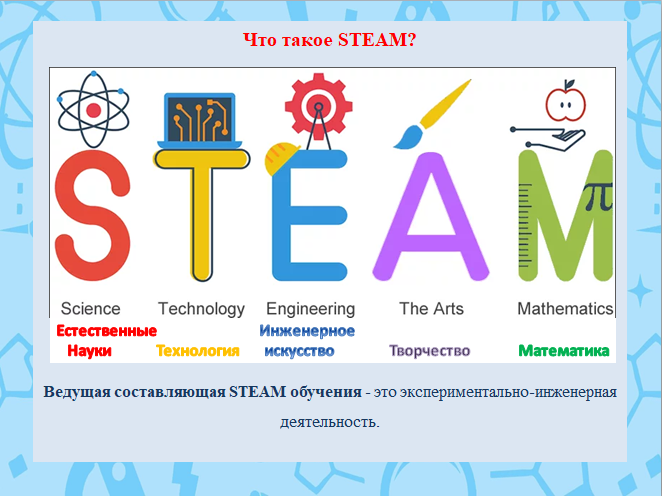 Что такое STEAM?
STEAM
π
Science Technology Engineering The Arts Mathematics
Естественные Инженерное
Науки Технология искусство Творчество Математика
Ведущая составляющая STEAM обучения - это экспериментально-инженерная
деятельность.